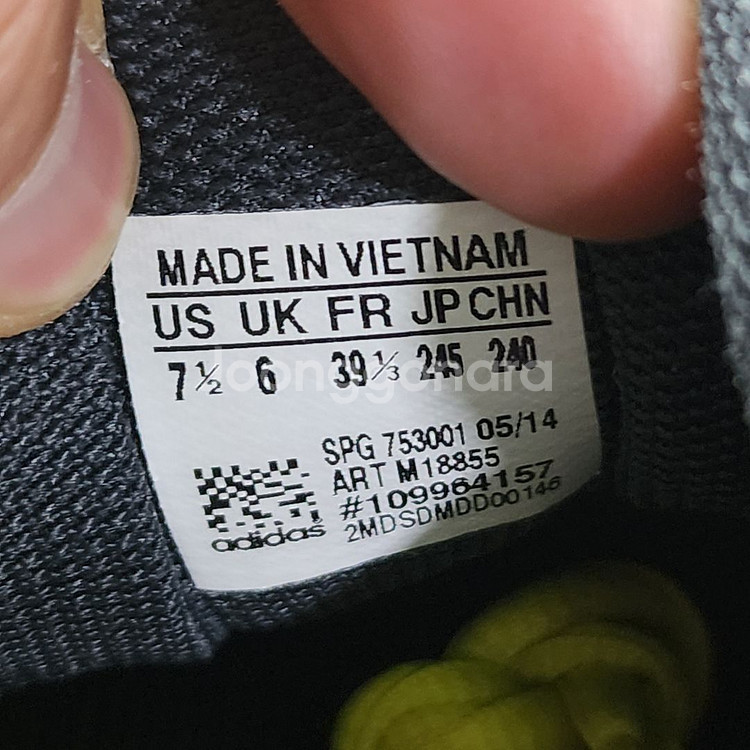 MADE IN VIETNAM
US UK FR JP CHN
7½ 6 39⅓ 245 240
joonggonara
SPG 753001 05/14
ART M18855
#109964157
2MDSDMDD00146
adidas